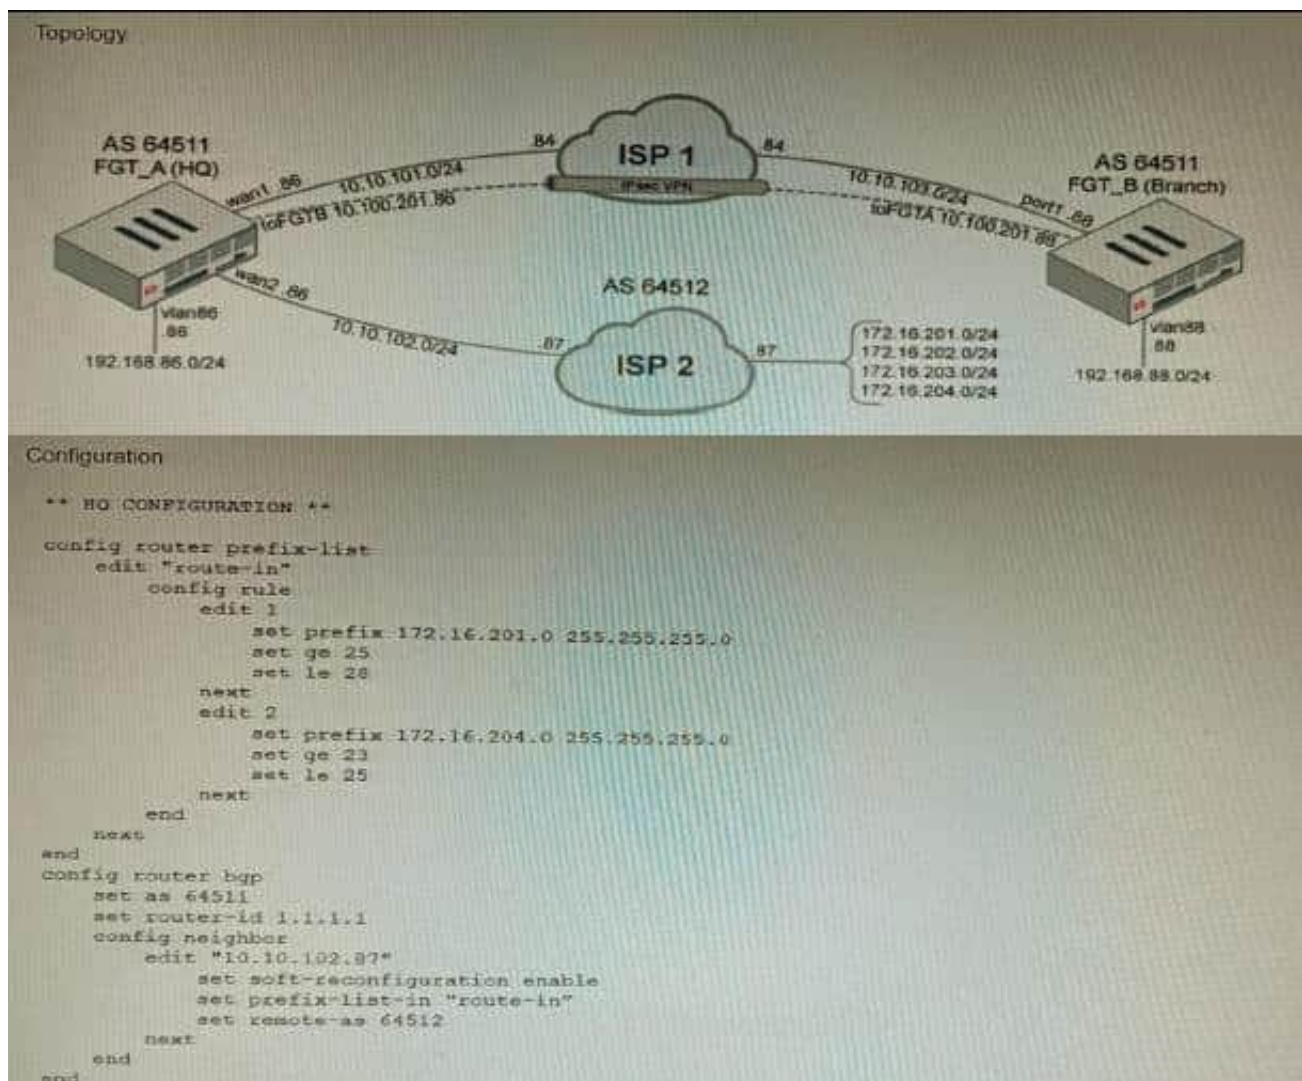 Topology
AS 64511
FGT_A (HQ)
wan1 .86
10.10.101.0/24
.84
ISP 1
IPsec VPN
.84
10.10.103.0/24
port1 .88
AS 64511
FGT_B (Branch)
toFGTB 10.100.201.86
toFGTA 10.100.201.88
wan2 .86
10.10.102.0/24
AS 64512
.87
ISP 2
.87
172.16.201.0/24
172.16.202.0/24
172.16.203.0/24
172.16.204.0/24
vlan86
.86
192.168.86.0/24
vlan88
88
192.168.88.0/24
Configuration
** HQ CONFIGURATION **
config router prefix-list
edit "route-in"
config rule
edit 1
set prefix 172.16.201.0 255.255.255.0
set ge 25
set le 28
next
edit 2
set prefix 172.16.204.0 255.255.255.0
set ge 23
set le 25
next
end
next
end
config router bgp
set as 64511
set router-id 1.1.1.1
config neighbor
edit "10.10.102.87"
set soft-reconfiguration enable
set prefix-list-in "route-in"
set remote-as 64512
next
end
end